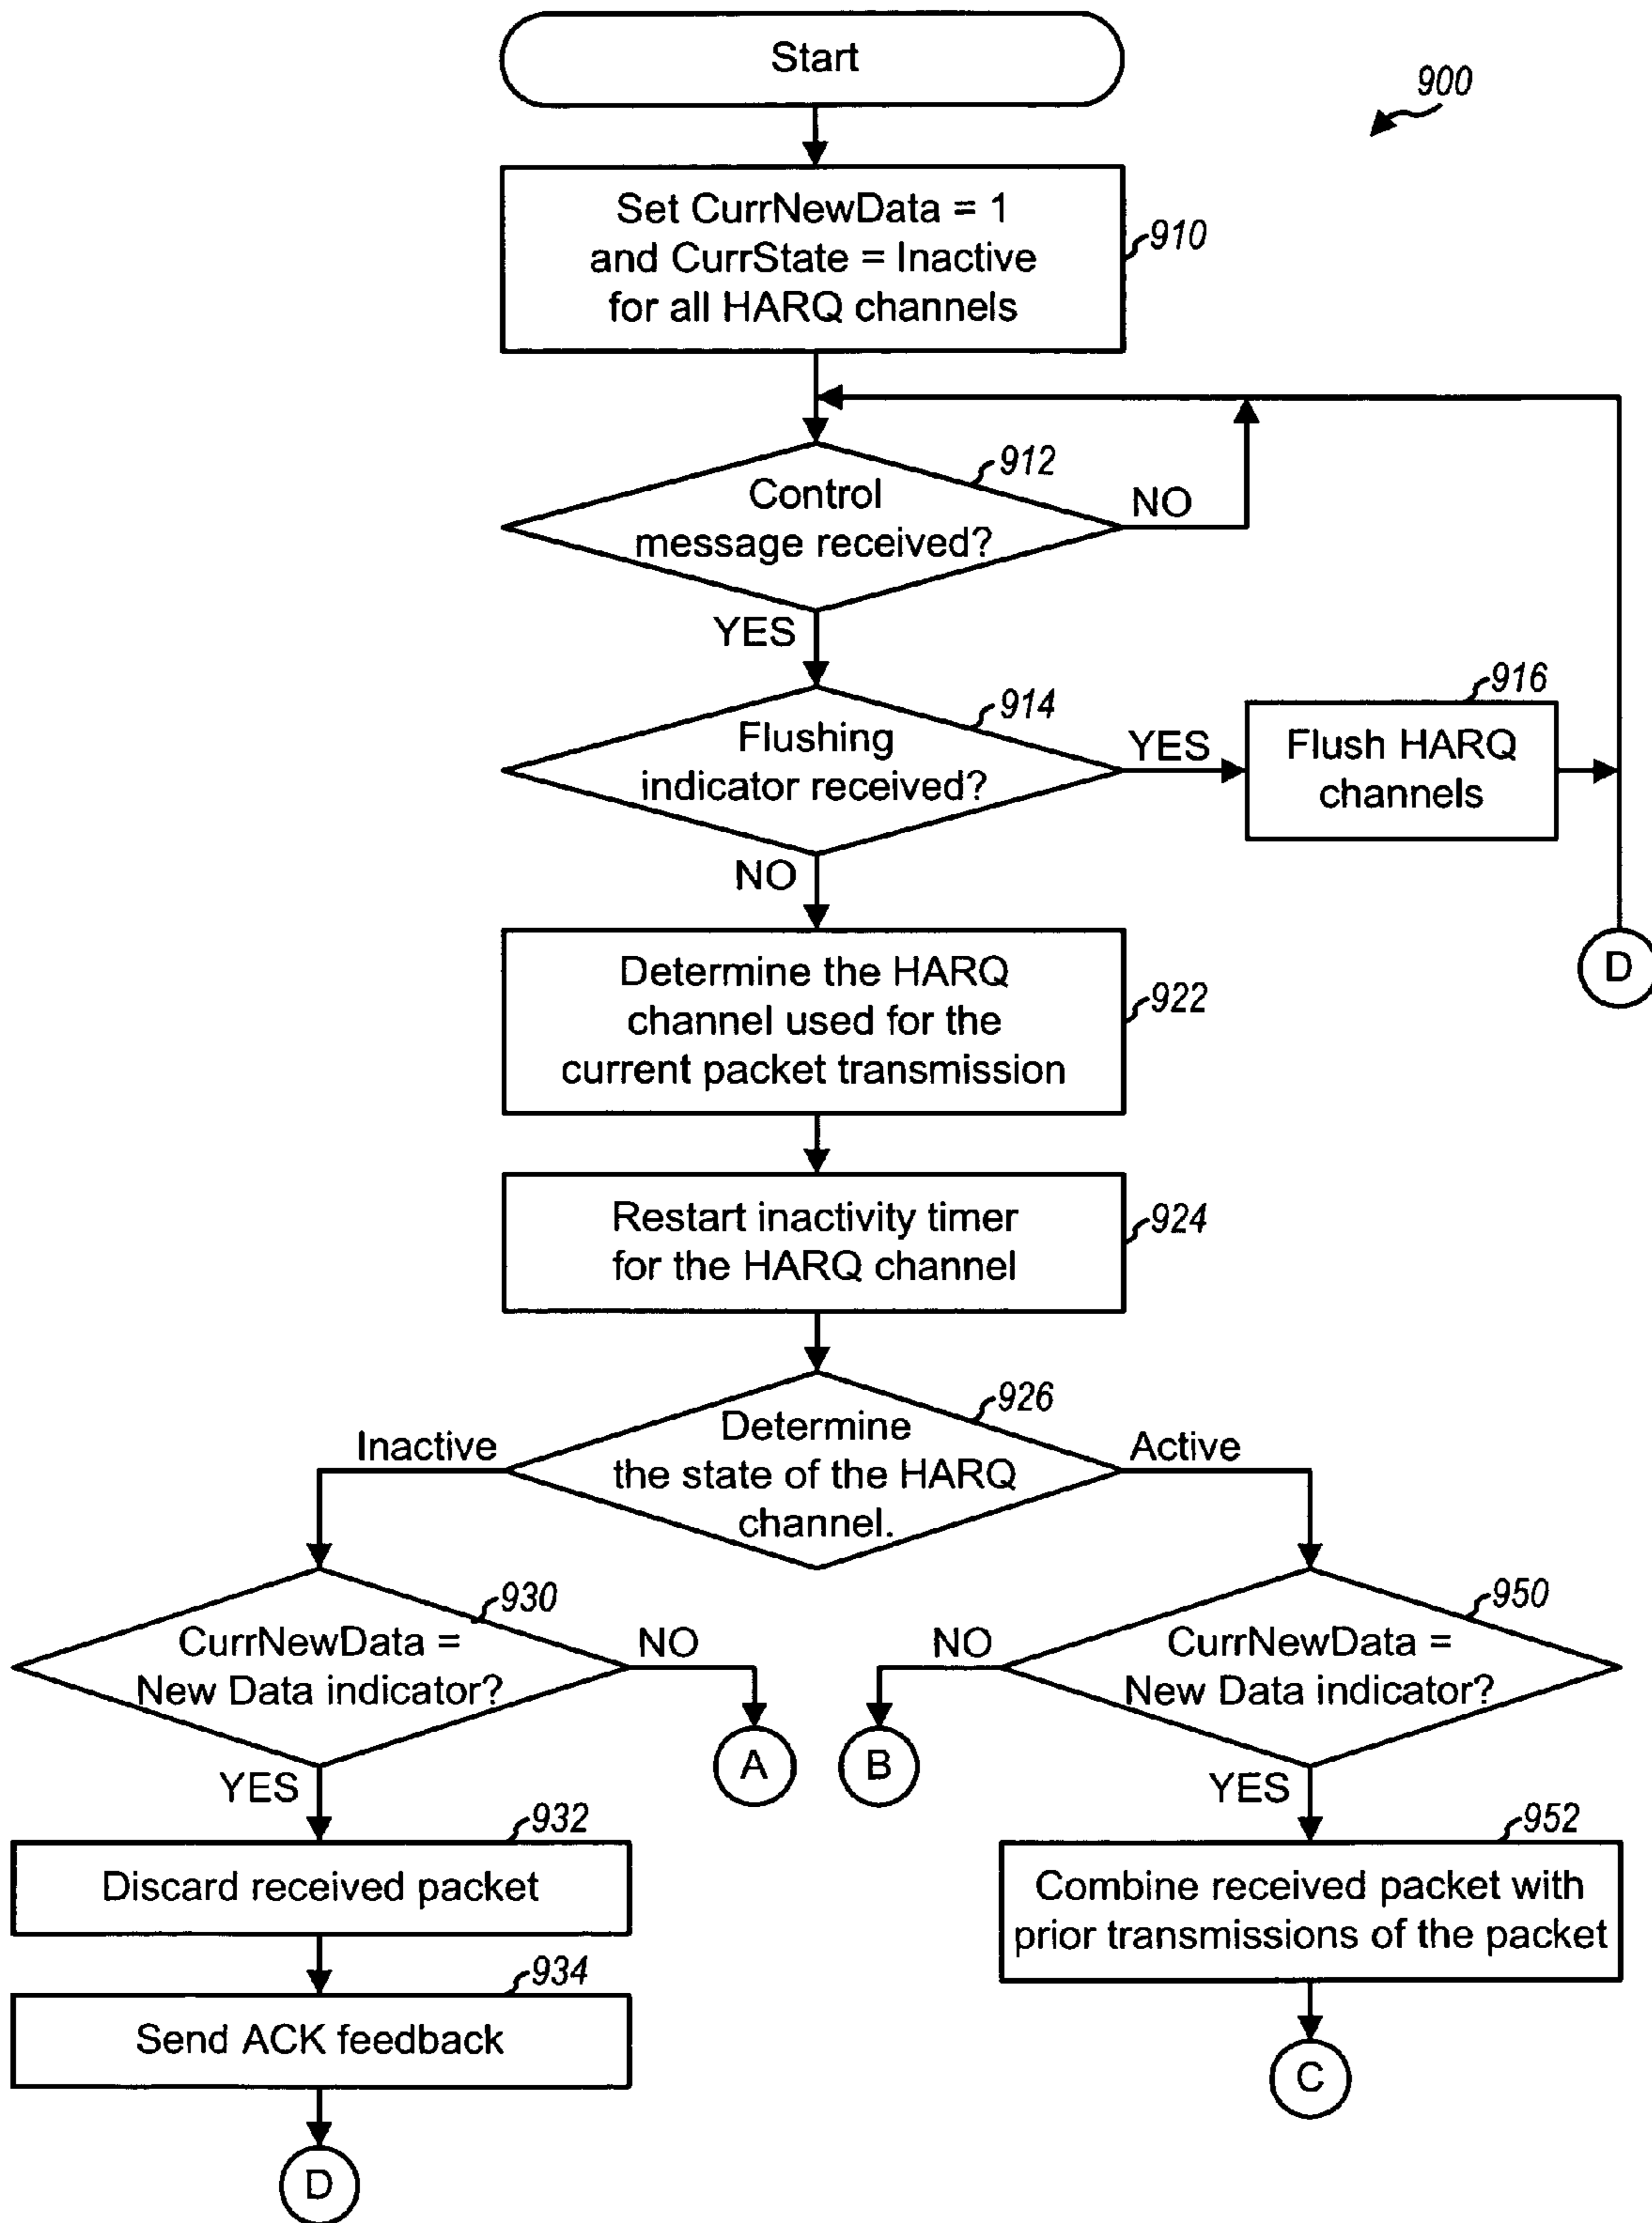 Start
900
Set CurrNewData = 1
and CurrState = Inactive
for all HARQ channels
910
912
Control
message received?
NO
YES
914
Flushing
indicator received?
YES
916
Flush HARQ
channels
NO
D
Determine the HARQ
channel used for the
current packet transmission
922
Restart inactivity timer
for the HARQ channel
924
926
Determine
the state of the HARQ
channel.
Inactive
Active
930
CurrNewData =
New Data indicator?
NO
A
YES
950
CurrNewData =
New Data indicator?
NO
B
YES
932
Discard received packet
934
Send ACK feedback
D
952
Combine received packet with
prior transmissions of the packet
C